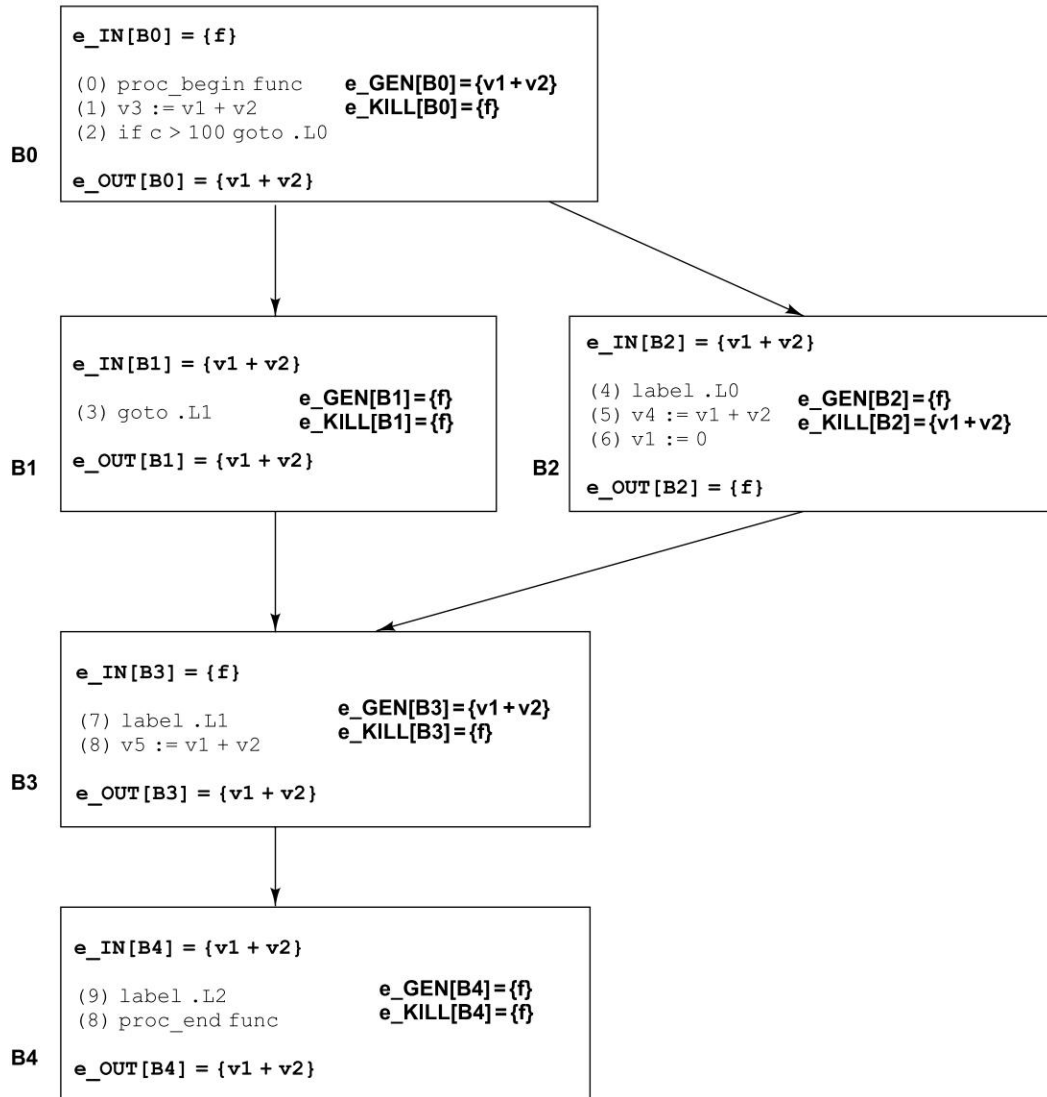 e_IN[B0] = {f}
(0) proc_begin func e_GEN[B0]={v1+v2}
(1) v3 := v1 + v2 e_KILL[B0]={f}
(2) if c > 100 goto .L0
B0
e_OUT[B0] = {v1 + v2}
e_IN[B1] = {v1 + v2}
(3) goto .L1 e_GEN[B1]={f}
e_KILL[B1]={f}
e_OUT[B1] = {v1 + v2}
B1
e_IN[B2] = {v1 + v2}
(4) label .L0 e_GEN[B2]={f}
(5) v4 := v1 + v2 e_KILL[B2]={v1+v2}
(6) v1 := 0
B2
e_OUT[B2] = {f}
e_IN[B3] = {f}
(7) label .L1 e_GEN[B3]={v1+v2}
(8) v5 := v1 + v2 e_KILL[B3]={f}
B3
e_OUT[B3] = {v1 + v2}
e_IN[B4] = {v1 + v2}
(9) label .L2 e_GEN[B4]={f}
(8) proc_end func e_KILL[B4]={f}
B4
e_OUT[B4] = {v1 + v2}